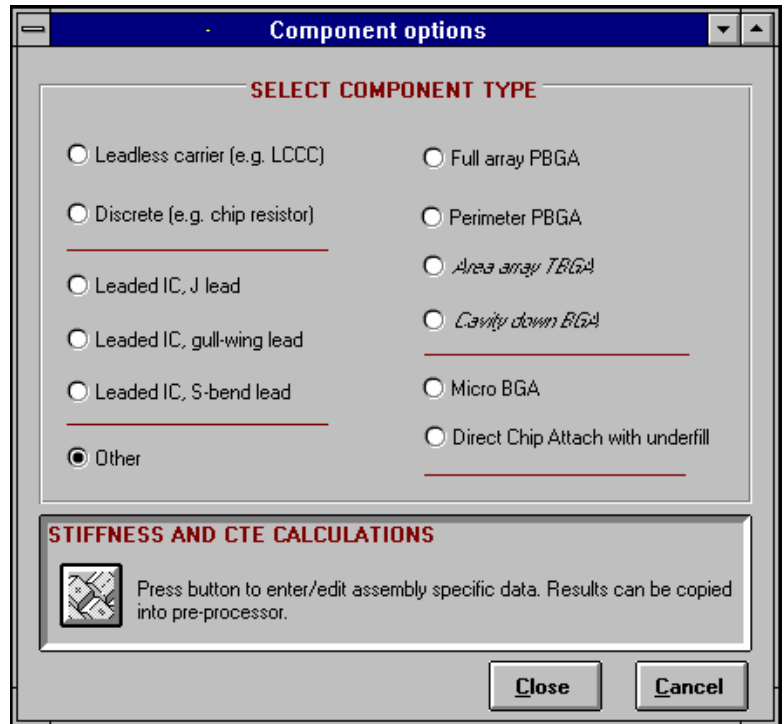 Component options
SELECT COMPONENT TYPE
Leadless carrier (e.g. LCCC)
Discrete (e.g. chip resistor)
Leaded IC, J lead
Leaded IC, gull-wing lead
Leaded IC, S-bend lead
Other
Full array PBGA
Perimeter PBGA
Area array TBGA
Cavity down BGA
Micro BGA
Direct Chip Attach with underfill
STIFFNESS AND CTE CALCULATIONS
Press button to enter/edit assembly specific data. Results can be copied
into pre-processor.
Close
Cancel